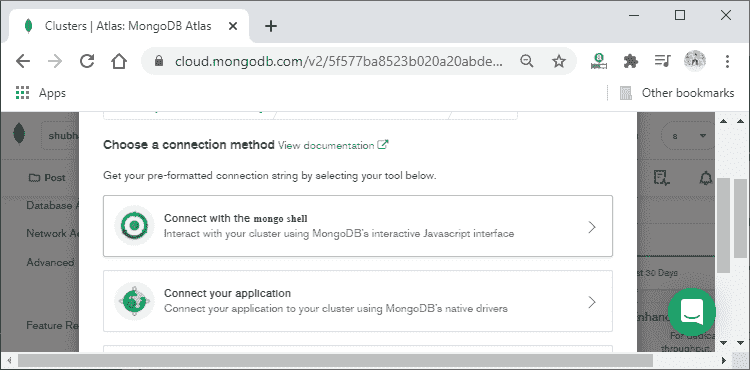 Clusters | Atlas: MongoDB Atlas
cloud.mongodb.com/v2/5f577ba8523b020a20abde...
Apps
Other bookmarks
Choose a connection method View documentation
shubha
s
Get your pre-formatted connection string by selecting your tool below.
Post
Database A
Connect with the mongo shell
Interact with your cluster using MongoDB's interactive Javascript interface
Network Ac
Advanced
st 30 Days
Connect your application
Connect your application to your cluster using MongoDB's native drivers
Feature Re
nhanc
For dedica
throughput,